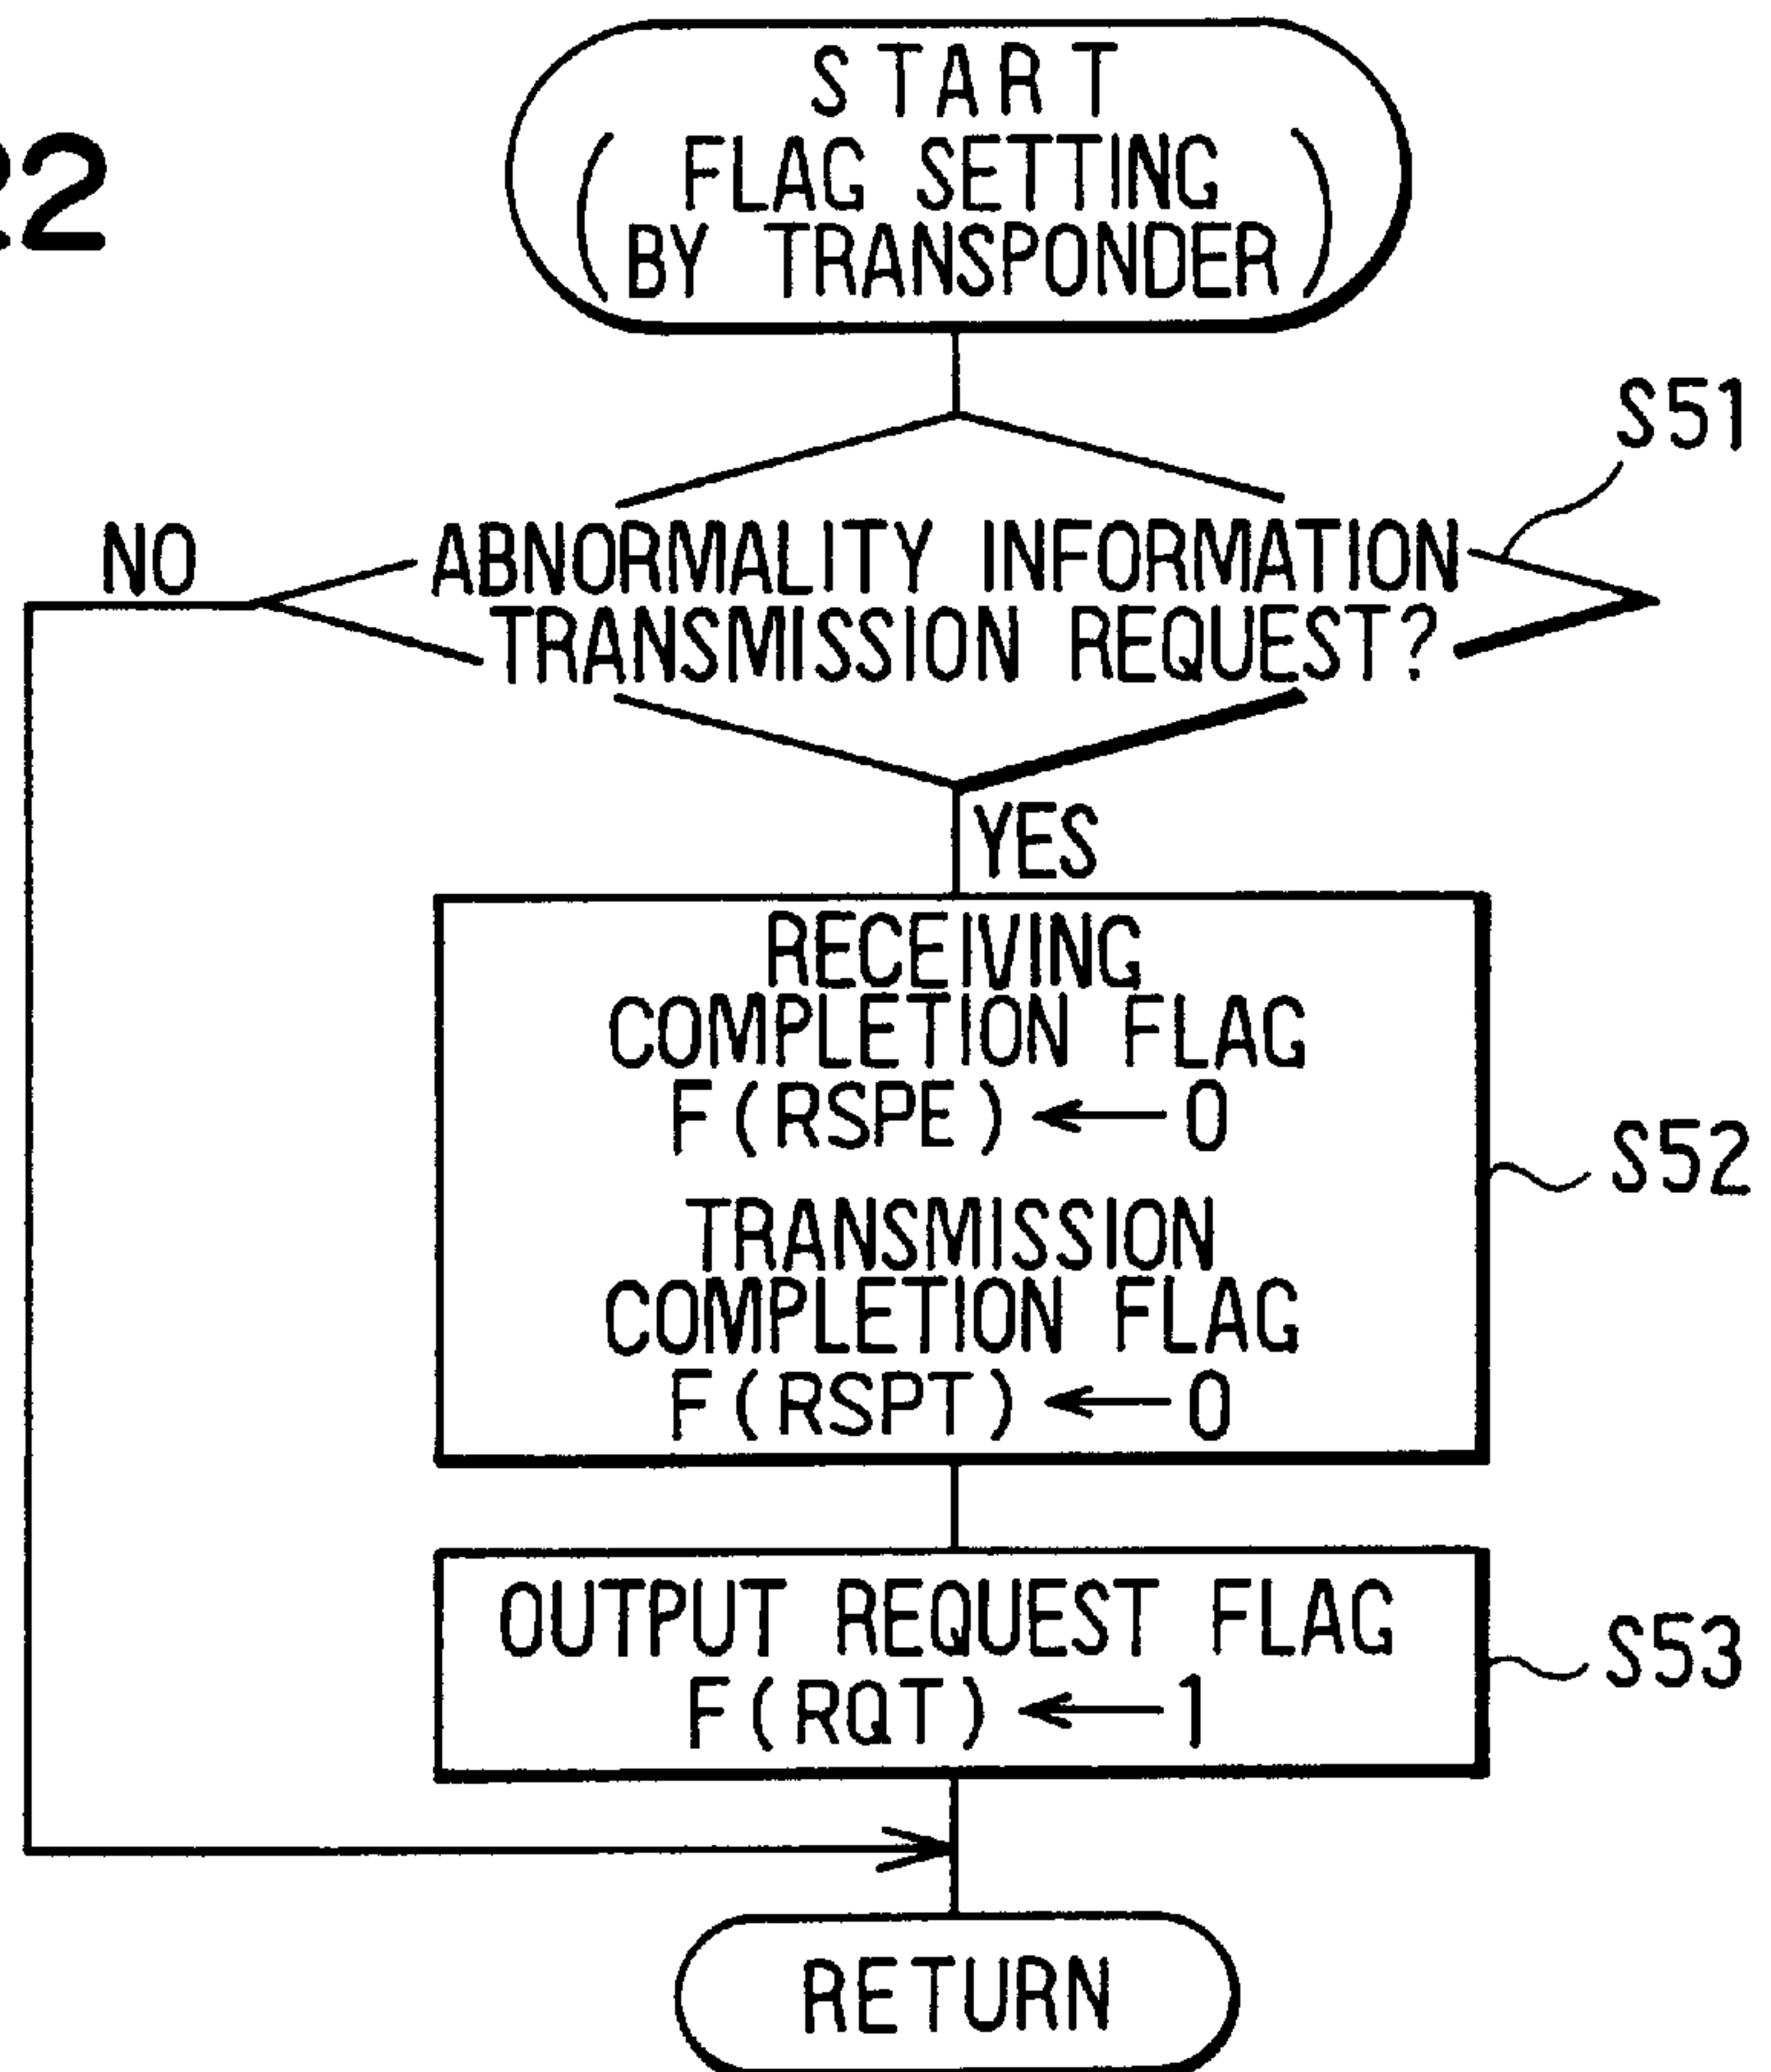 22
START
( FLAG SETTING
BY TRANSPONDER )
S51
NO
ABNORMALITY INFORMATION
TRANSMISSION REQUEST?
YES
RECEIVING
COMPLETION FLAG
F(RSPE) ← 0
TRANSMISSION
COMPLETION FLAG
F(RSPT) ← 0
S52
OUTPUT REQUEST FLAG
F(RQT) ← 1
S53
RETURN